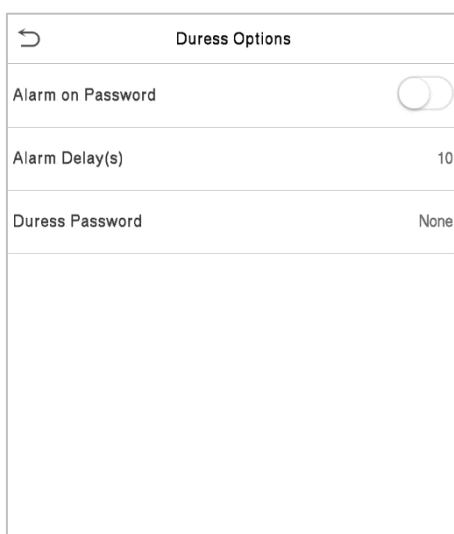 Duress Options
Alarm on Password
Alarm Delay(s) 10
Duress Password None